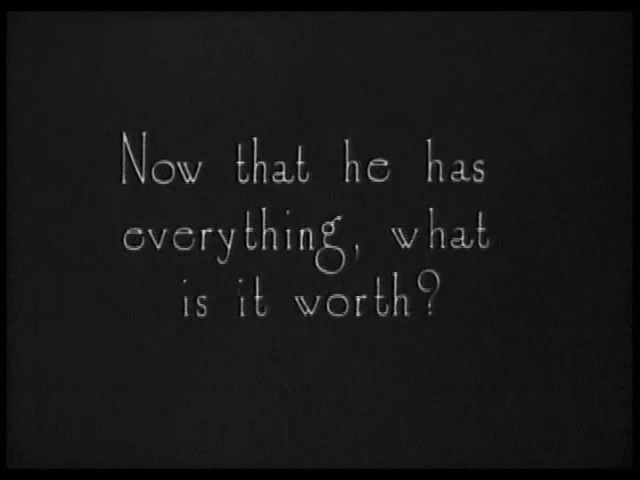 Now that he has
everything, what
is it worth?